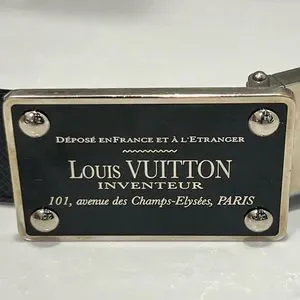 DÉPOSÉ ENFRANCE ET À L'ETRANGER
LOUIS VUITTON
INVENTEUR
101, avenue des Champs-Elysées, PARIS